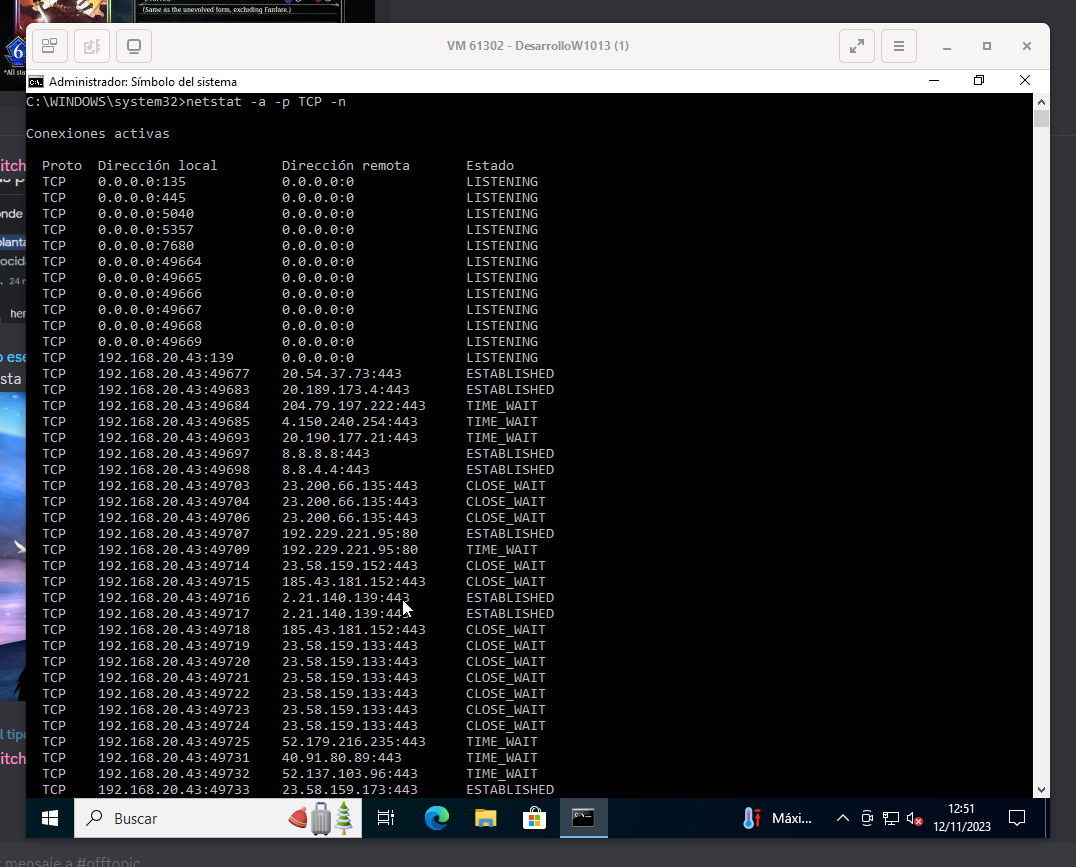 (Same as the unevolved form, excluding Fanfare.)
6
VM 61302 - DesarrolloW1013 (1)
Administrador: Símbolo del sistema
C:\WINDOWS\system32>netstat -a -p TCP -n
Conexiones activas
Proto Dirección local Dirección remota Estado
TCP 0.0.0.0:135 0.0.0.0:0 LISTENING
TCP 0.0.0.0:445 0.0.0.0:0 LISTENING
TCP 0.0.0.0:5040 0.0.0.0:0 LISTENING
TCP 0.0.0.0:5357 0.0.0.0:0 LISTENING
TCP 0.0.0.0:7680 0.0.0.0:0 LISTENING
TCP 0.0.0.0:49664 0.0.0.0:0 LISTENING
TCP 0.0.0.0:49665 0.0.0.0:0 LISTENING
TCP 0.0.0.0:49666 0.0.0.0:0 LISTENING
TCP 0.0.0.0:49667 0.0.0.0:0 LISTENING
TCP 0.0.0.0:49668 0.0.0.0:0 LISTENING
TCP 0.0.0.0:49669 0.0.0.0:0 LISTENING
TCP 192.168.20.43:139 0.0.0.0:0 LISTENING
TCP 192.168.20.43:49677 20.54.37.73:443 ESTABLISHED
TCP 192.168.20.43:49683 20.189.173.4:443 ESTABLISHED
TCP 192.168.20.43:49684 204.79.197.222:443 TIME_WAIT
TCP 192.168.20.43:49685 4.150.240.254:443 TIME_WAIT
TCP 192.168.20.43:49693 20.190.177.21:443 TIME_WAIT
TCP 192.168.20.43:49697 8.8.8.8:443 ESTABLISHED
TCP 192.168.20.43:49698 8.8.4.4:443 ESTABLISHED
TCP 192.168.20.43:49703 23.200.66.135:443 CLOSE_WAIT
TCP 192.168.20.43:49704 23.200.66.135:443 CLOSE_WAIT
TCP 192.168.20.43:49706 23.200.66.135:443 CLOSE_WAIT
TCP 192.168.20.43:49707 192.229.221.95:80 ESTABLISHED
TCP 192.168.20.43:49709 192.229.221.95:80 TIME_WAIT
TCP 192.168.20.43:49714 23.58.159.152:443 CLOSE_WAIT
TCP 192.168.20.43:49715 185.43.181.152:443 CLOSE_WAIT
TCP 192.168.20.43:49716 2.21.140.139:443 ESTABLISHED
TCP 192.168.20.43:49717 2.21.140.139:443 ESTABLISHED
TCP 192.168.20.43:49718 185.43.181.152:443 CLOSE_WAIT
TCP 192.168.20.43:49719 23.58.159.133:443 CLOSE_WAIT
TCP 192.168.20.43:49720 23.58.159.133:443 CLOSE_WAIT
TCP 192.168.20.43:49721 23.58.159.133:443 CLOSE_WAIT
TCP 192.168.20.43:49722 23.58.159.133:443 CLOSE_WAIT
TCP 192.168.20.43:49723 23.58.159.133:443 CLOSE_WAIT
TCP 192.168.20.43:49724 23.58.159.133:443 CLOSE_WAIT
TCP 192.168.20.43:49725 52.179.216.235:443 TIME_WAIT
TCP 192.168.20.43:49731 40.91.80.89:443 TIME_WAIT
TCP 192.168.20.43:49732 52.137.103.96:443 TIME_WAIT
TCP 192.168.20.43:49733 23.58.159.173:443 ESTABLISHED
Buscar
Máxi...
12:51
12/11/2023
mensaje a #offtopic